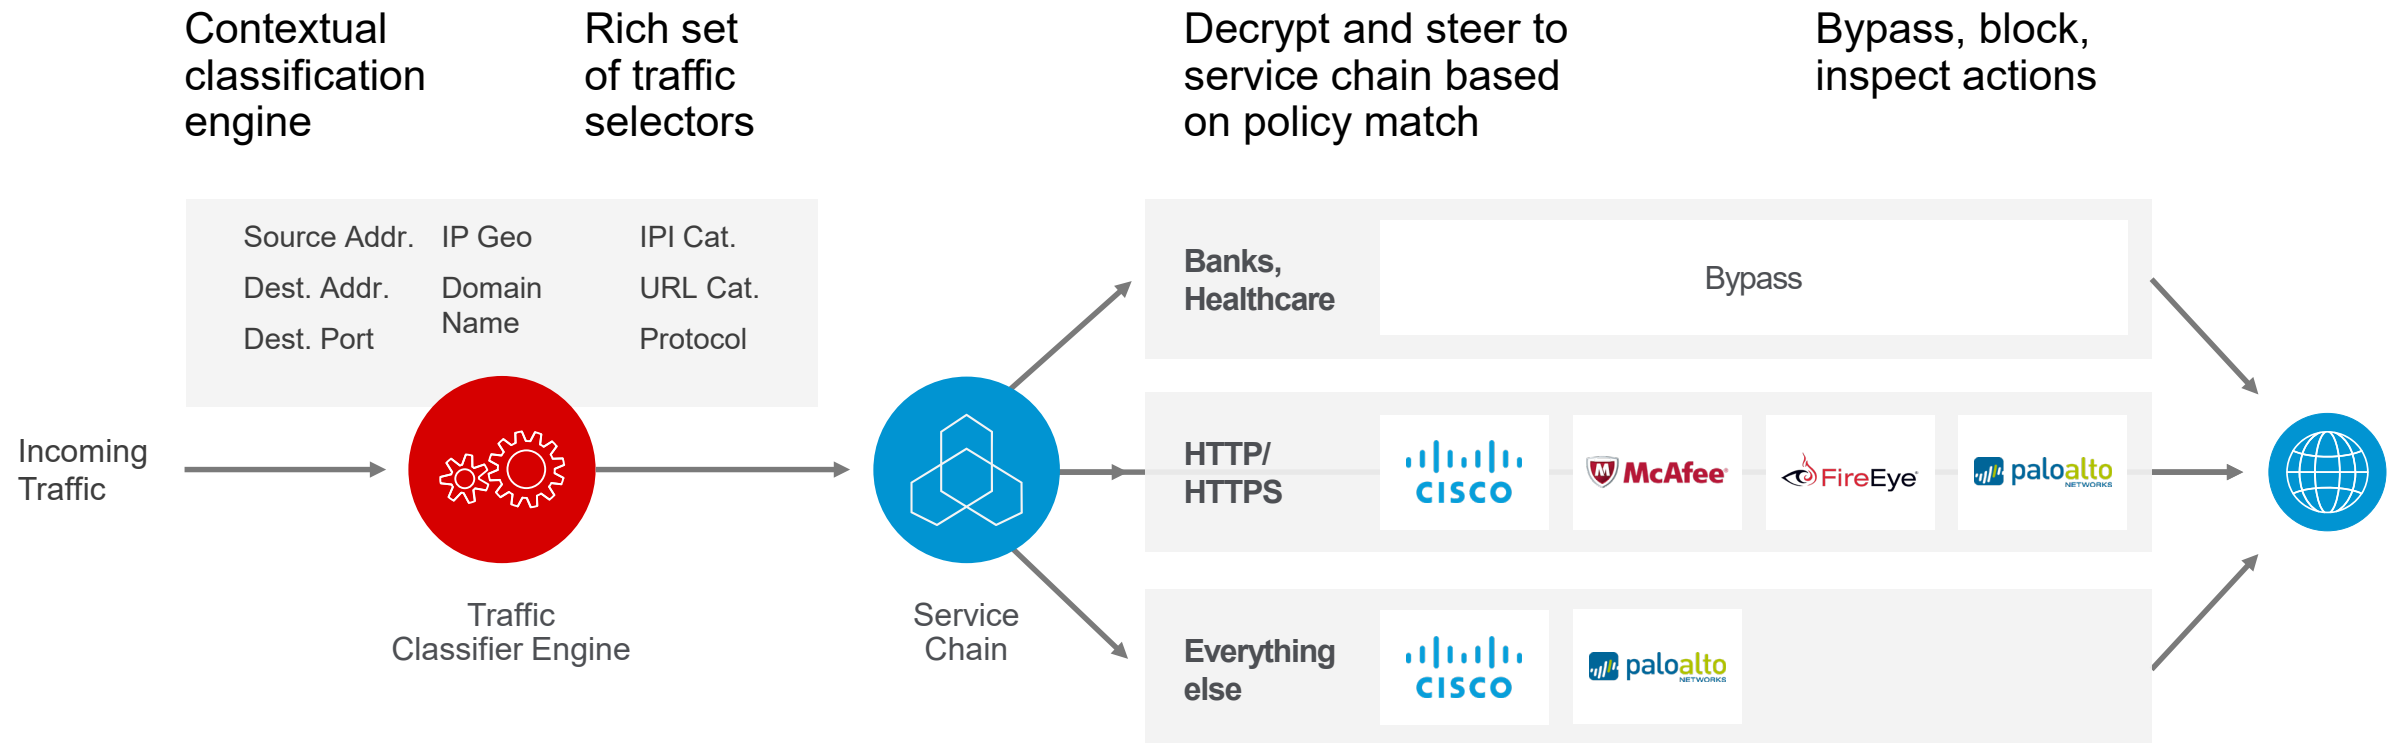 Contextual
classification
engine
Rich set
of traffic
selectors
Decrypt and steer to
service chain based
on policy match
Bypass, block,
inspect actions
Source Addr.
Dest. Addr.
Dest. Port
IP Geo
Domain
Name
IPI Cat.
URL Cat.
Protocol
Incoming
Traffic
Traffic
Classifier Engine
Service
Chain
Banks,
Healthcare
Bypass
HTTP/
HTTPS
CISCO
McAfee
FireEye
paloalto
NETWORKS
Everything
else
CISCO
paloalto
NETWORKS